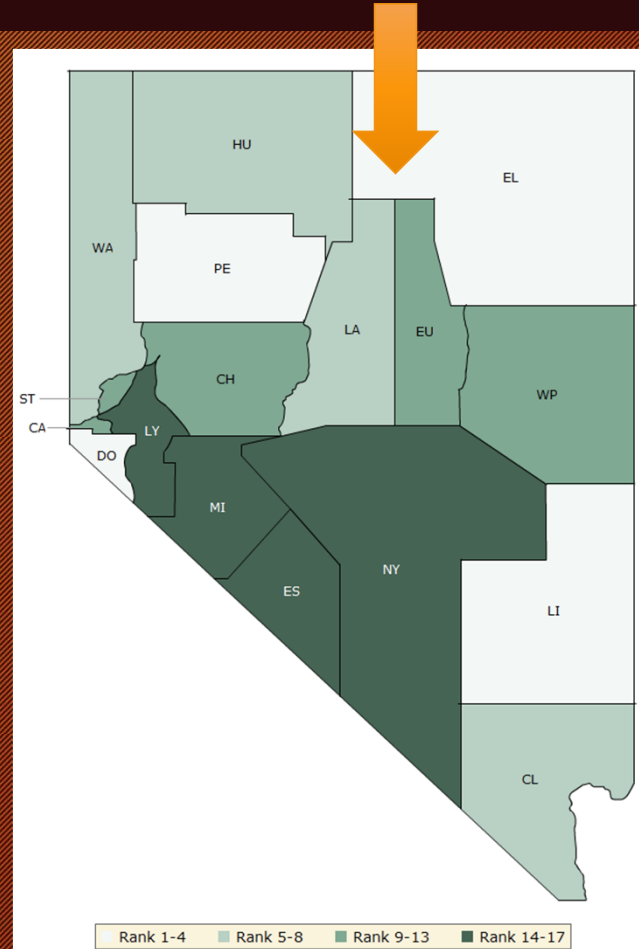 HU
EL
WA
PE
LA
EU
CH
WP
ST
CA
LY
DO
MI
NY
ES
LI
CL
Rank 1-4 Rank 5-8 Rank 9-13 Rank 14-17